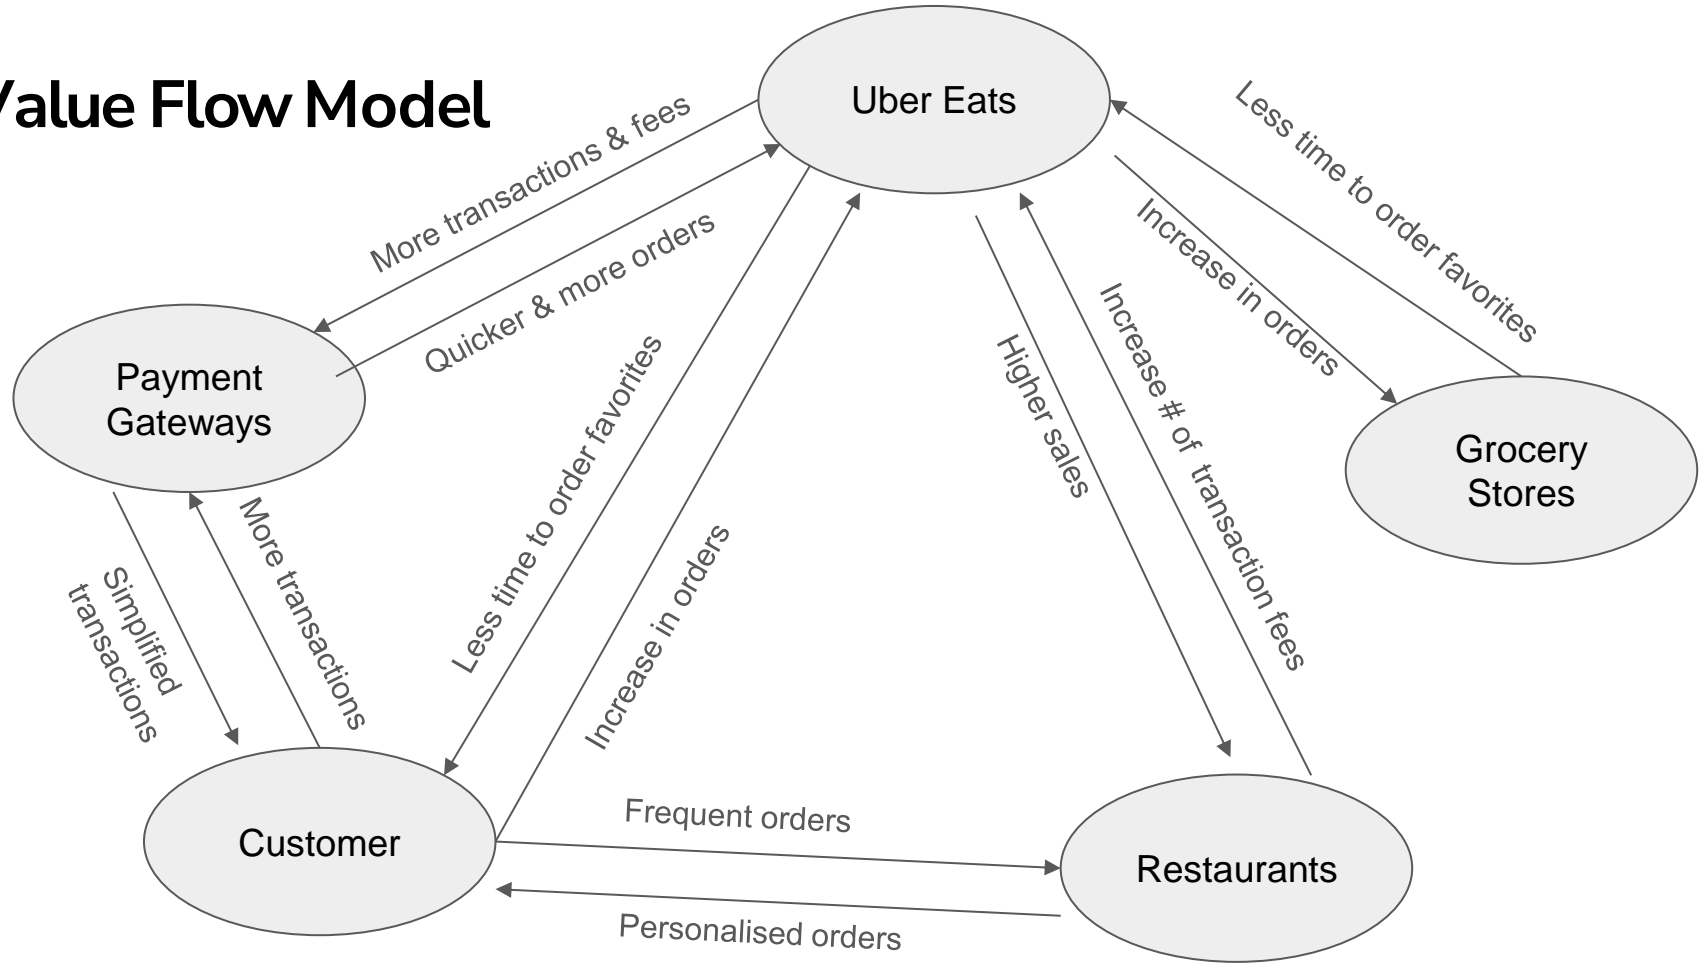 Value Flow Model
Uber Eats
More transactions & fees
Quicker & more orders
Less time to order favorites
Increase in orders
Payment
Gateways
Less time to order favorites
Increase in orders
Higher sales
Increase # of  transaction fees
Grocery
Stores
Simplified
transactions
More transactions
Customer
Frequent orders
Personalised orders
Restaurants